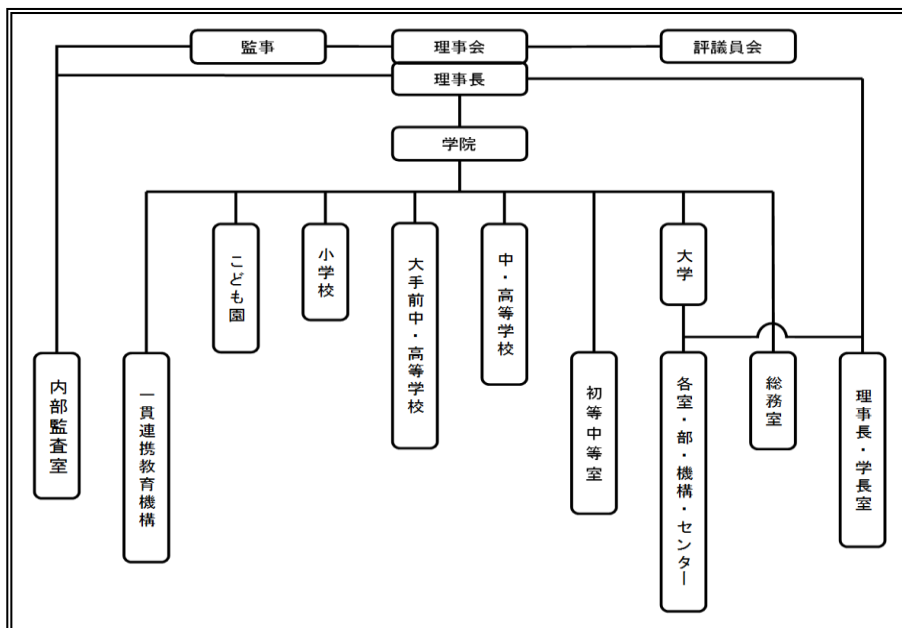 監事
理事会
評議員会
理事長
学院
こども園
小学校
大手前中・高等学校
中・高等学校
大学
内部監査室
一貫連携教育機構
初等中等室
各室・部・機構・センター
総務室
理事長・学長室